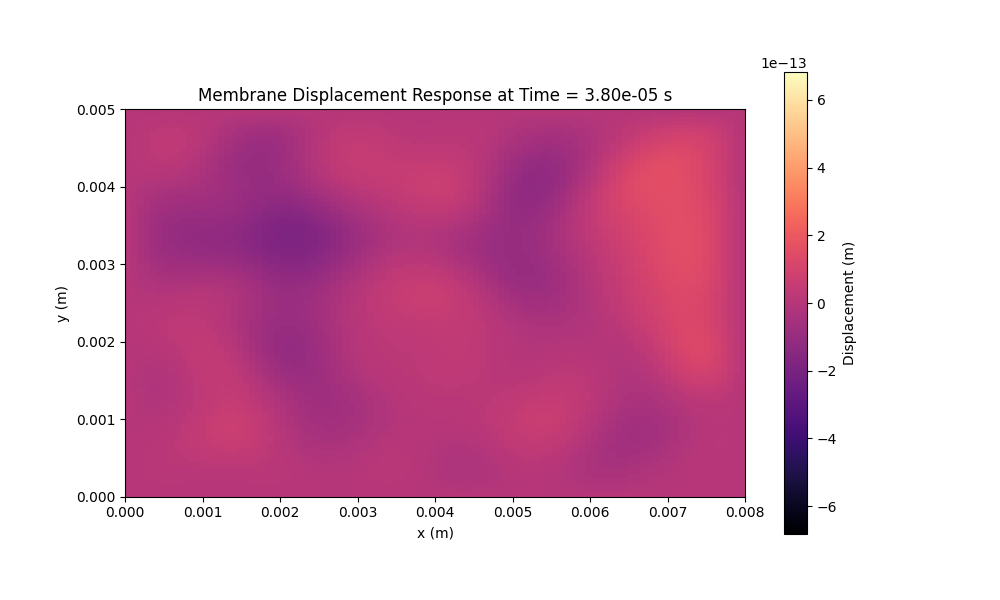 1e−13
Membrane Displacement Response at Time = 3.80e-05 s
0.005
0.004
0.003
0.002
0.001
0.000
y (m)
0.000 0.001 0.002 0.003 0.004 0.005 0.006 0.007 0.008
x (m)
6
4
2
0
−2
−4
−6
Displacement (m)